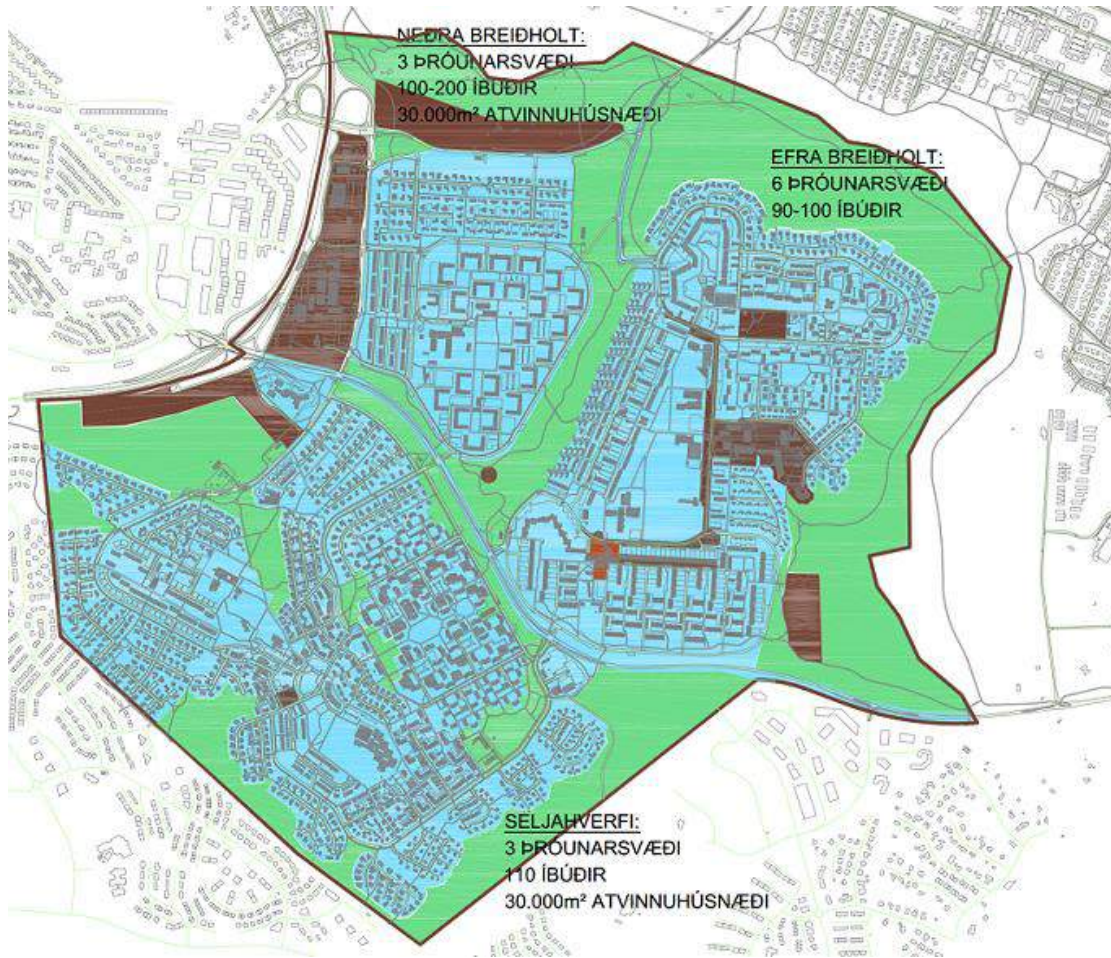 NEÐRA BREIÐHOLT:
3 ÞRÓUNARSVÆÐI
100-200 ÍBÚÐIR
30.000m² ATVINNUHÚSNÆÐI
EFRA BREIÐHOLT:
6 ÞRÓUNARSVÆÐI
90-100 ÍBÚÐIR
SELJAHVERFI:
3 ÞRÓUNARSVÆÐI
110 ÍBÚÐIR
30.000m² ATVINNUHÚSNÆÐI